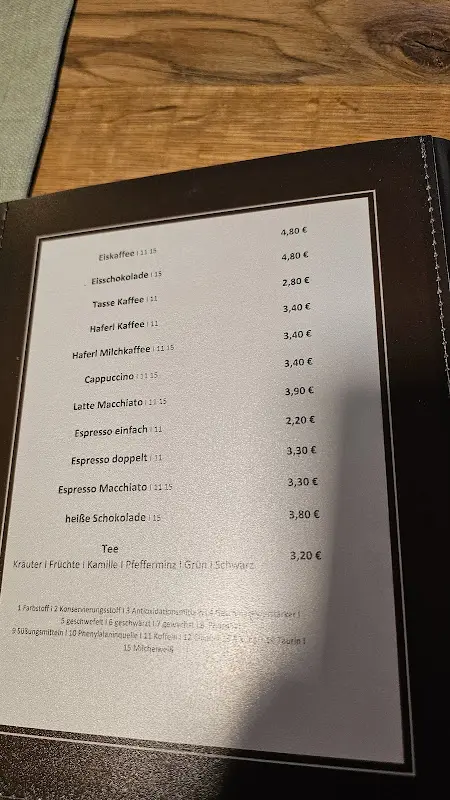 Eiskaffee | 11 15 4,80 €
Eisschokolade | 15 4,80 €
Tasse Kaffee | 11 2,80 €
Haferl Kaffee | 11 3,40 €
Haferl Milchkaffee | 11 15 3,40 €
Cappuccino | 11 15 3,40 €
Latte Macchiato | 11 15 3,90 €
Espresso einfach | 11 2,20 €
Espresso doppelt | 11 3,30 €
Espresso Macchiato | 11 15 3,30 €
heiße Schokolade | 15 3,80 €
Tee 3,20 €
Kräuter | Früchte | Kamille | Pfefferminz | Grün | Schwarz
1 Farbstoff | 2 Konservierungsstoff | 3 Antioxidationsmittel
5 geschwefelt | 6 geschwärzt | 7 gewachst | 8
9 Süßungsmitteln | 10 Phenylalaninquelle | 11 Koffein | 12 Taurin |
15 Milcheiweiß